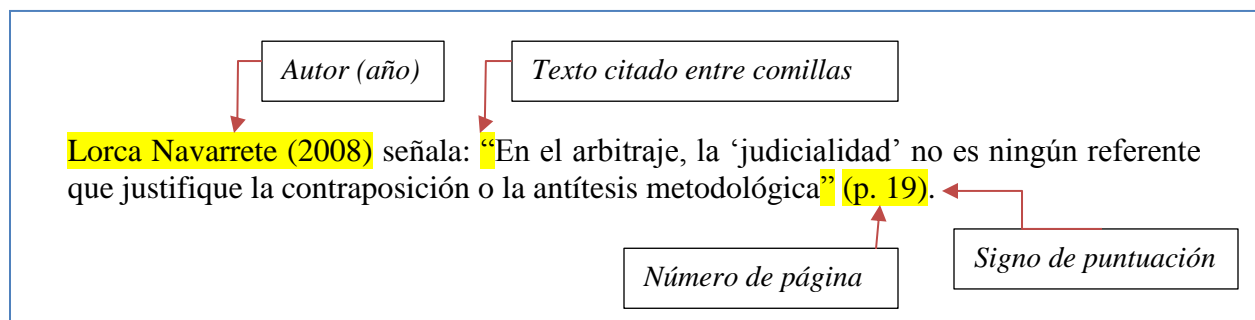 Autor (año)
Texto citado entre comillas
Lorca Navarrete (2008) señala: “En el arbitraje, la ‘judicialidad’ no es ningún referente
que justifique la contraposición o la antítesis metodológica” (p. 19).
Signo de puntuación
Número de página